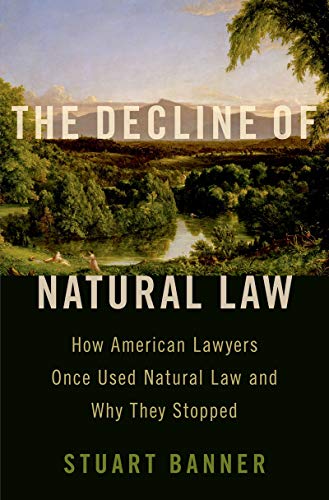 THE DECLINE OF
NATURAL LAW
How American Lawyers
Once Used Natural Law and
Why They Stopped
STUART BANNER